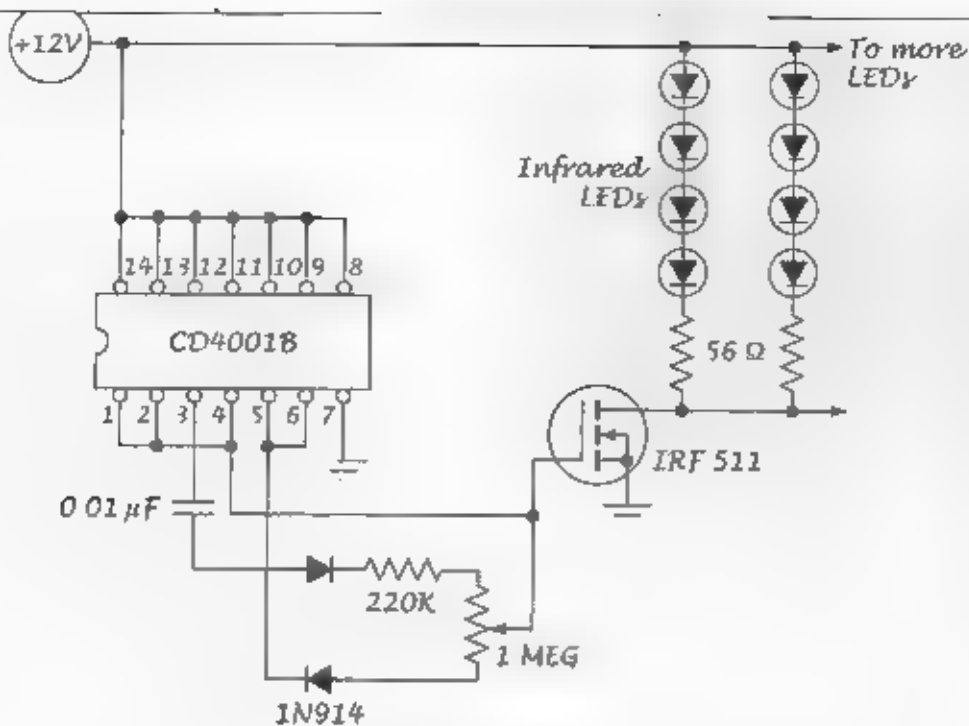 +12V
To more
LEDs
Infrared
LEDs
14 13 12 11 10 9 8
CD4001B
56 Ω
1 2 3 4 5 6 7
IRF 511
0 01 µF
220K
1 MEG
1N914